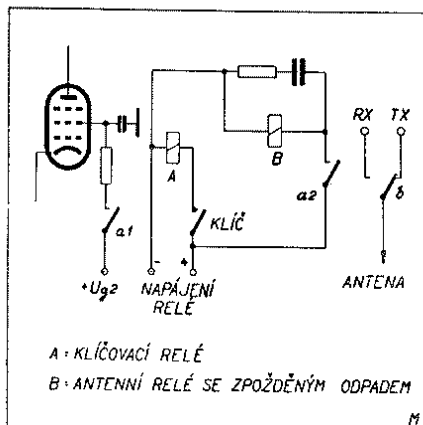 RX TX
A
B
KLÍČ
a1
a2
b
+Ug2
- +
NAPÁJENÍ
RELÉ
ANTENA
A = KLÍČOVACÍ RELÉ
B = ANTENNÍ RELÉ SE ZPOŽDĚNÝM ODPADEM
M